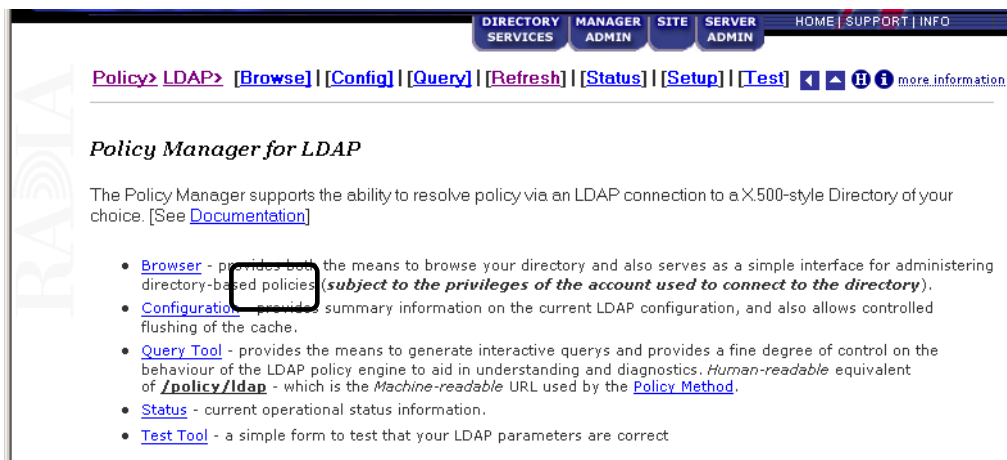 DIRECTORY SERVICES
MANAGER ADMIN
SITE
SERVER ADMIN
HOME | SUPPORT | INFO
Policy> LDAP> [Browse] | [Config] | [Query] | [Refresh] | [Status] | [Setup] | [Test] H i more information
RADIA
Policy Manager for LDAP
The Policy Manager supports the ability to resolve policy via an LDAP connection to a X.500-style Directory of your
choice. [See Documentation]
• Browser - provides both the means to browse your directory and also serves as a simple interface for administering
directory-based policies (subject to the privileges of the account used to connect to the directory).
• Configuration - provides summary information on the current LDAP configuration, and also allows controlled
flushing of the cache.
• Query Tool - provides the means to generate interactive querys and provides a fine degree of control on the
behaviour of the LDAP policy engine to aid in understanding and diagnostics. Human-readable equivalent
of /policy/ldap - which is the Machine-readable URL used by the Policy Method.
• Status - current operational status information.
• Test Tool - a simple form to test that your LDAP parameters are correct